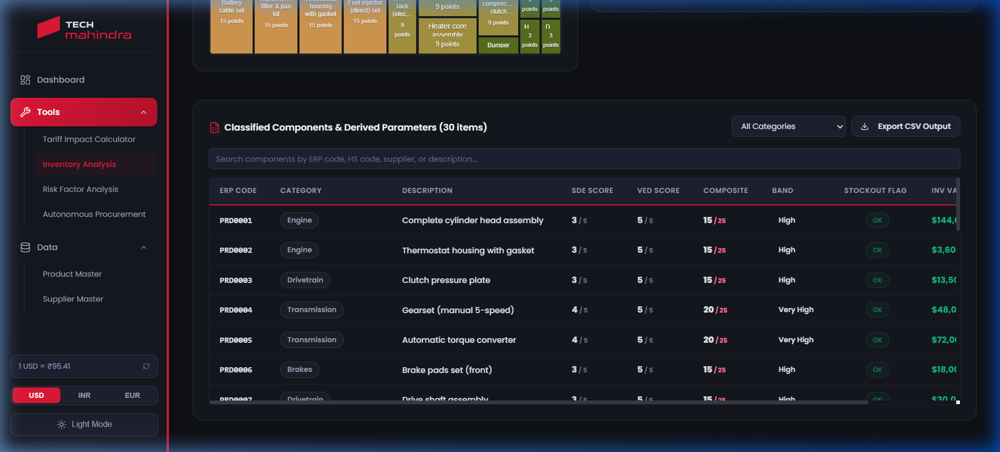 TECH
mahindra
Dashboard
Tools
Tariff Impact Calculator
Inventory Analysis
Risk Factor Analysis
Autonomous Procurement
Data
Product Master
Supplier Master
1 USD = ₹95.41
USD INR EUR
Light Mode
Battery
cable set
15 points
filter & pan
kit
15 points
housing
with gasket
15 points
Fuel injector
(direct) set
15 points
rack
(elec...
9
points
9 points
Heater core
assembly
9 points
compres...
clutch...
9 points
Bumper
points
points
H
3
points
D
3
points
Classified Components & Derived Parameters (30 items)
All Categories
Export CSV Output
Search components by ERP code, HS code, supplier, or description...
ERP CODE CATEGORY DESCRIPTION SDE SCORE VED SCORE COMPOSITE BAND STOCKOUT FLAG INV VA
PRD0001 Engine Complete cylinder head assembly 3 / 5 5 / 5 15 / 25 High OK $144,0
PRD0002 Engine Thermostat housing with gasket 3 / 5 5 / 5 15 / 25 High OK $3,60
PRD0003 Drivetrain Clutch pressure plate 3 / 5 5 / 5 15 / 25 High OK $13,50
PRD0004 Transmission Gearset (manual 5-speed) 4 / 5 5 / 5 20 / 25 Very High OK $48,0
PRD0005 Transmission Automatic torque converter 4 / 5 5 / 5 20 / 25 Very High OK $72,00
PRD0006 Brakes Brake pads set (front) 3 / 5 5 / 5 15 / 25 High OK $18,00
PRD0007 Drivetrain Drive shaft assembly 3 / 5 5 / 5 15 / 25 High OK $30,0